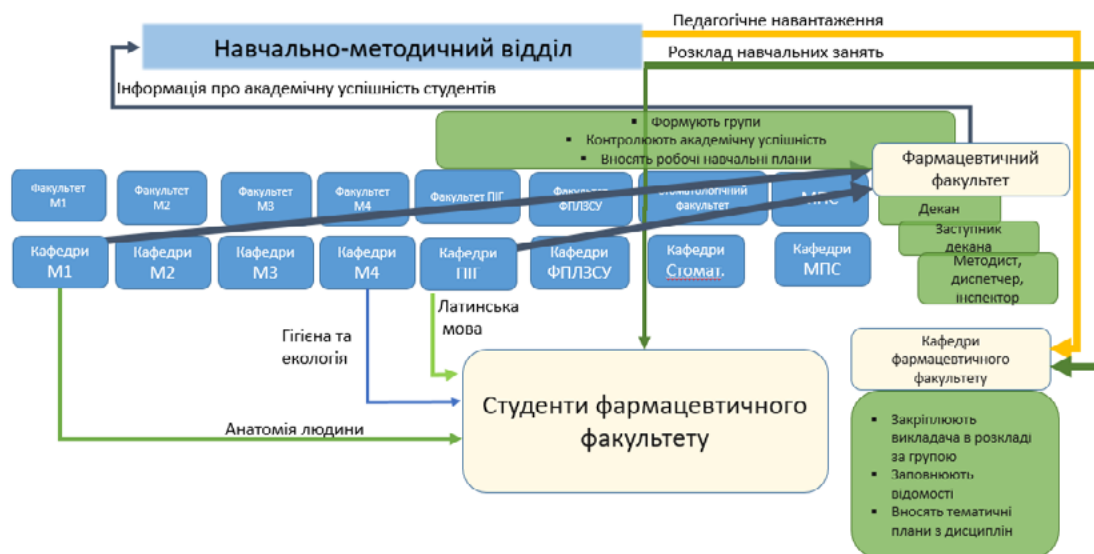 Педагогічне навантаження
Навчально-методичний відділ
Розклад навчальних занять
Інформація про академічну успішність студентів
▪ Формують групи
▪ Контролюють академічну успішність
▪ Вносять робочі навчальні плани
Фармацевтичний
факультет
Факультет
М1
Факультет
М2
Факультет
М3
Факультет
М4
Факультет ПІГ
Факультет
ФПЛЗСУ
Стоматологічний
факультет
МПС
Декан
Заступник
декана
Методист,
диспетчер,
інспектор
Кафедри
М1
Кафедри
М2
Кафедри
М3
Кафедри
М4
Кафедри
ПІГ
Кафедри
ФПЛЗСУ
Кафедри
Стомат.
Кафедри
МПС
Латинська
мова
Гігієна та
екологія
Анатомія людини
Студенти фармацевтичного
факультету
Кафедри
фармацевтичного
факультету
▪ Закріплюють
викладача в розкладі
за групою
▪ Заповнюють
відомості
▪ Вносять тематичні
плани з дисциплін